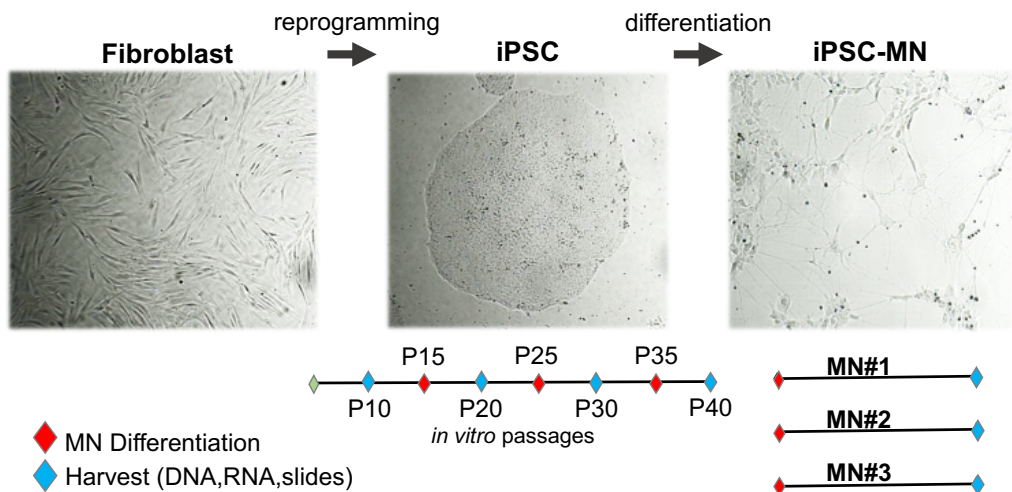 reprogramming
differentiation
Fibroblast
iPSC
iPSC-MN
P15
P25
P35
P10
P20
P30
P40
in vitro passages
MN#1
MN#2
MN#3
MN Differentiation
Harvest (DNA,RNA,slides)